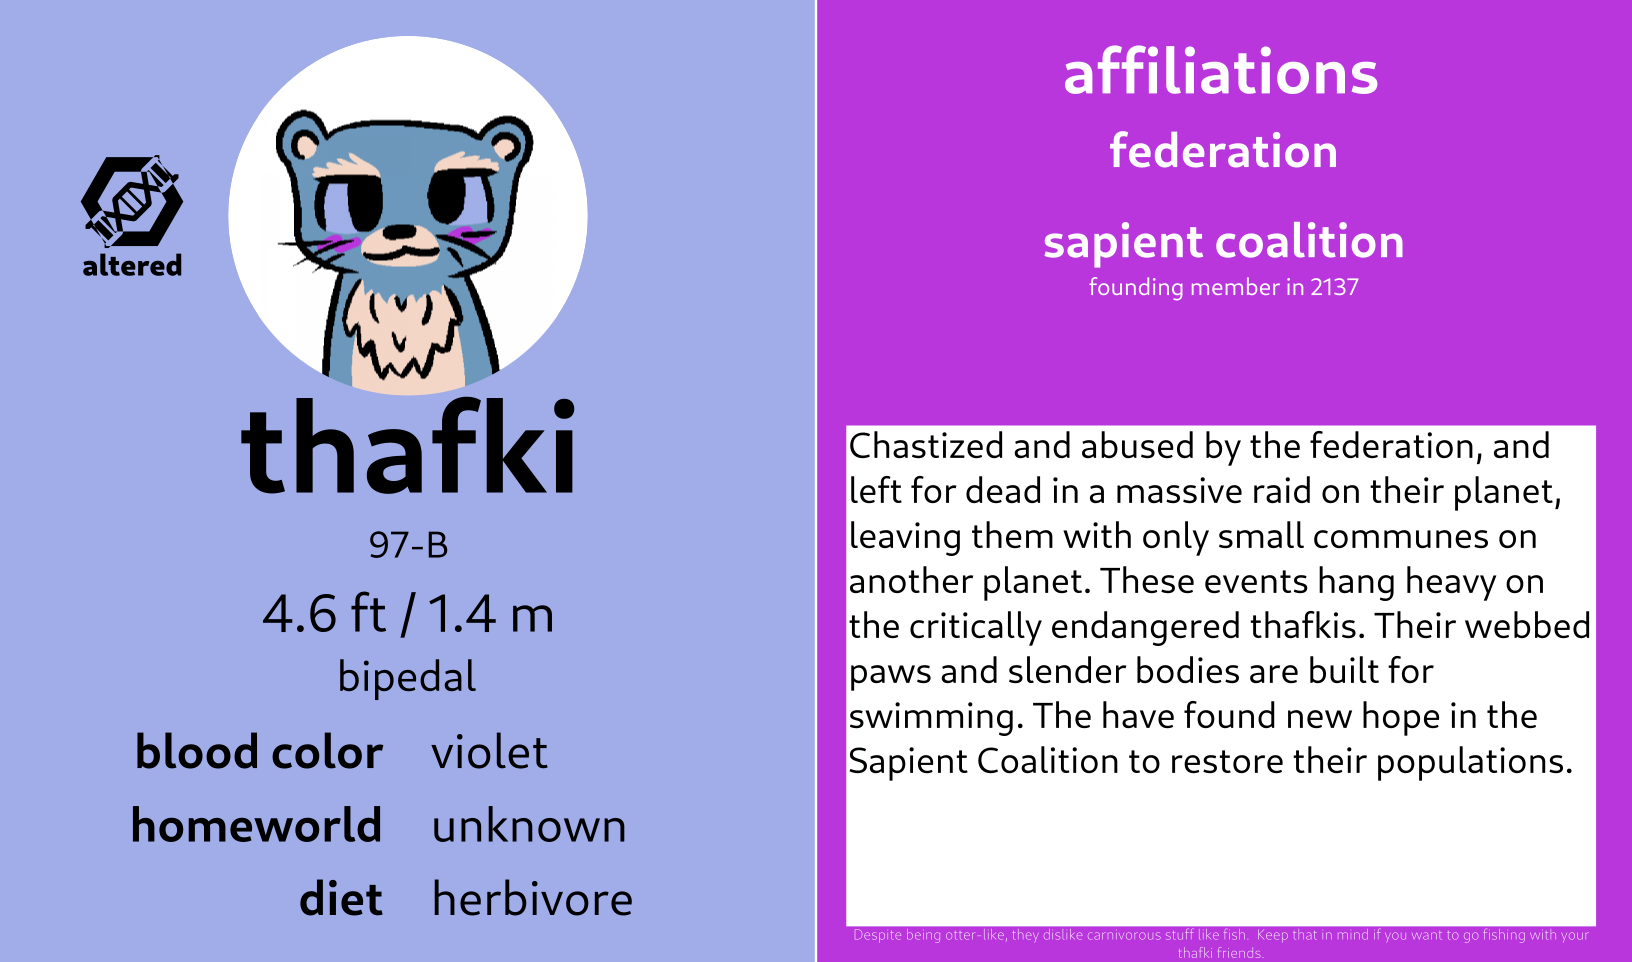 altered
thafki
97-B
4.6 ft / 1.4 m
bipedal
blood color violet
homeworld unknown
diet herbivore
affiliations
federation
sapient coalition
founding member in 2137
Chastized and abused by the federation, and
left for dead in a massive raid on their planet,
leaving them with only small communes on
another planet. These events hang heavy on
the critically endangered thafkis. Their webbed
paws and slender bodies are built for
swimming. The have found new hope in the
Sapient Coalition to restore their populations.
Despite being otter-like, they dislike carnivorous stuff like fish. Keep that in mind if you want to go fishing with your
thafki friends.